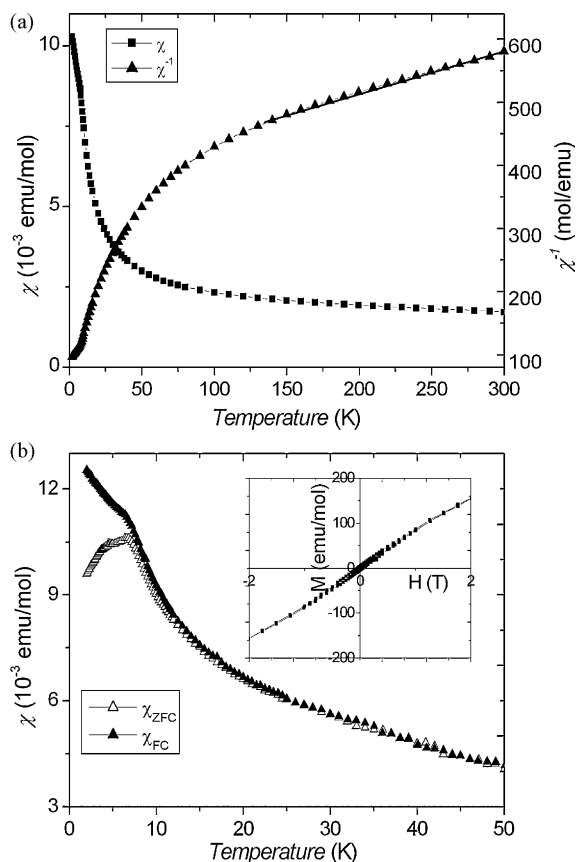 (a)
10
5
0
χ (10⁻³ emu/mol)
χ
χ⁻¹
600
500
400
300
200
100
χ⁻¹ (mol/emu)
0 50 100 150 200 250 300
Temperature (K)
(b)
12
9
6
3
χ (10⁻³ emu/mol)
200
100
0
-100
-200
M (emu/mol)
-2 -1 0 1 2
H (T)
χZFC
χFC
0 10 20 30 40 50
Temperature (K)